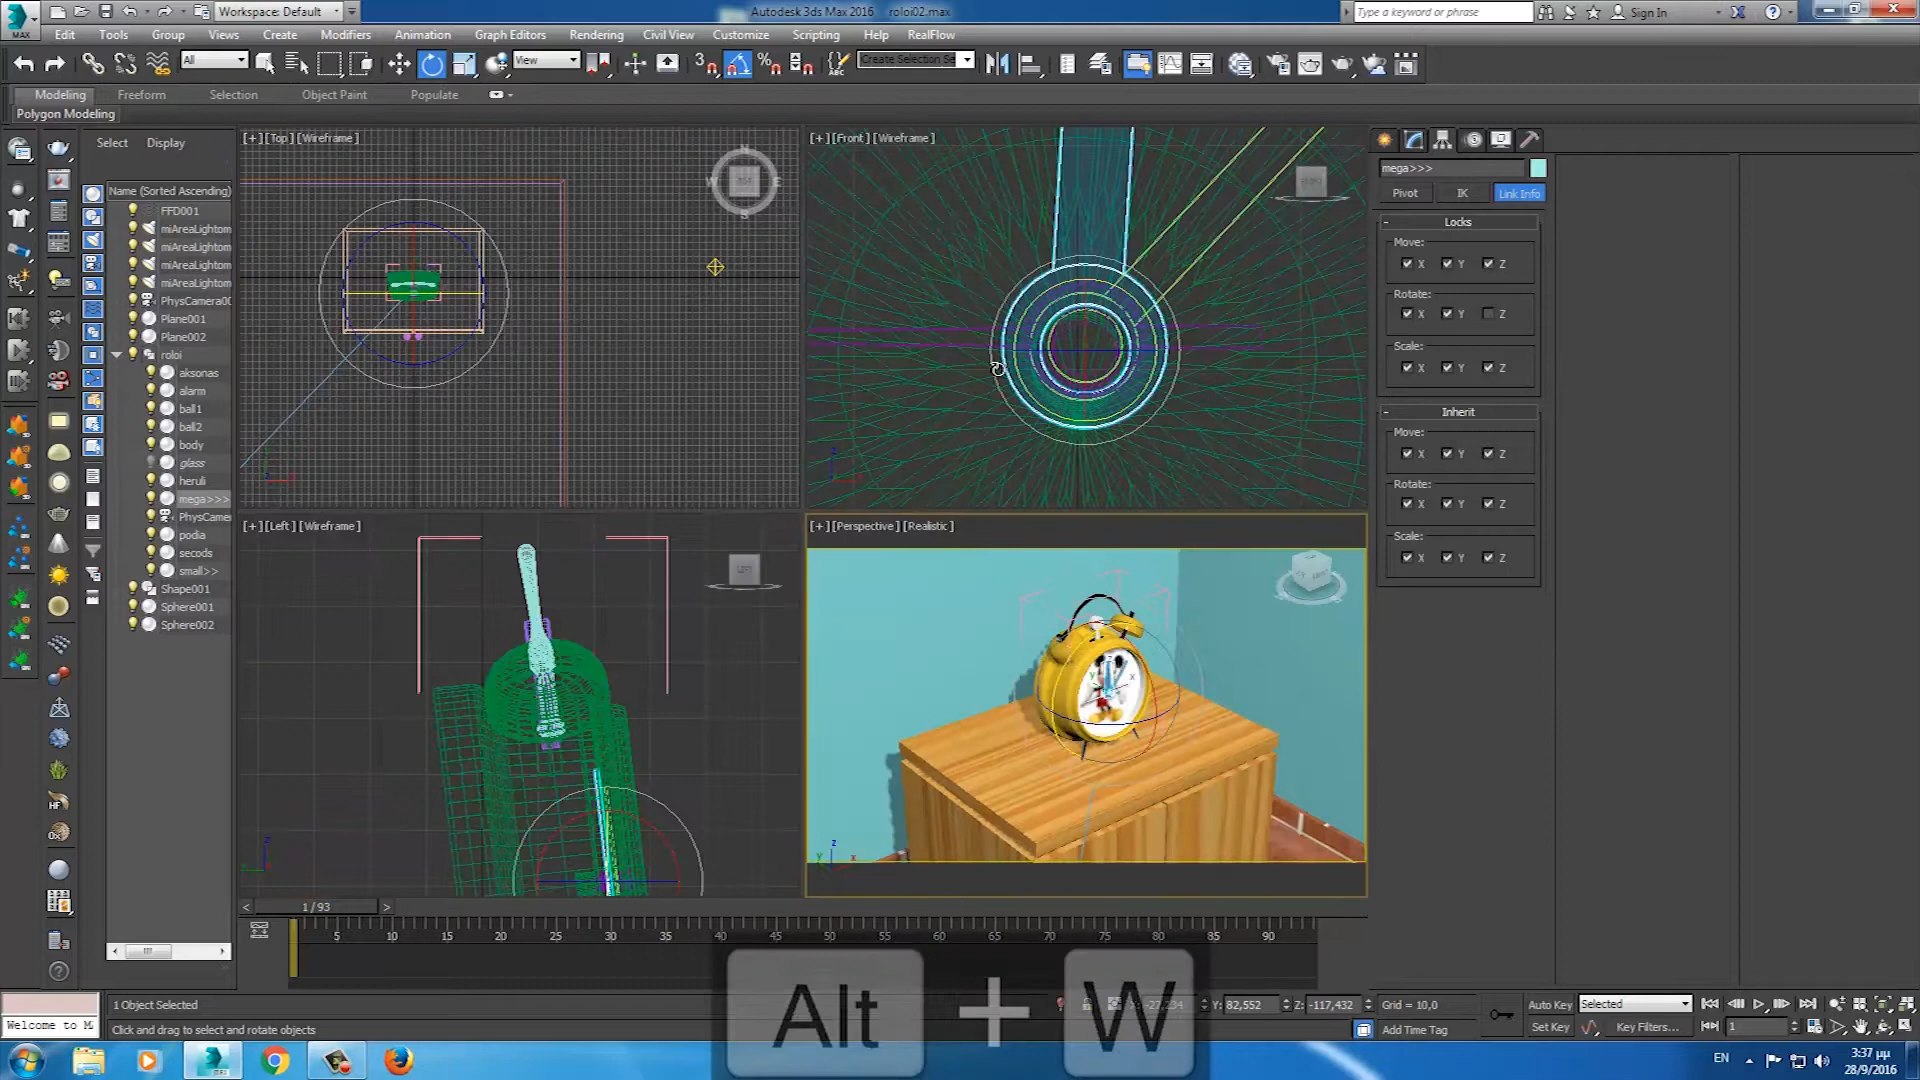 MAX
Workspace: Default
Autodesk 3ds Max 2016 roloi02.max
Type a keyword or phrase
Sign In
Edit Tools Group Views Create Modifiers Animation Graph Editors Rendering Civil View Customize Scripting Help RealFlow
All
View
3
ABC
Create Selection Se
Modeling Freeform Selection Object Paint Populate
Polygon Modeling
Select Display
Name (Sorted Ascending)
FFD001
miAreaLightom
miAreaLightom
miAreaLightom
miAreaLightom
PhysCamera00
Plane001
Plane002
roloi
aksonas
alarm
ball1
ball2
body
glass
heruli
mega>>>
PhysCame
podia
secods
small>>
Shape001
Sphere001
Sphere002
[+] [Top] [Wireframe]
[+] [Front] [Wireframe]
[+] [Left] [Wireframe]
[+] [Perspective] [Realistic]
mega>>>
Pivot IK Link Info
Locks
Move:
X Y Z
Rotate:
X Y Z
Scale:
X Y Z
Inherit
Move:
X Y Z
Rotate:
X Y Z
Scale:
X Y Z
HF
< 1 / 93 >
5 10 15 20 25 30 35 40 45 50 55 60 65 70 75 80 85 90
Alt + W
1 Object Selected
Y: 82,552 Z: -117,432 Grid = 10,0
Auto Key Selected
Welcome to M
Click and drag to select and rotate objects
Add Time Tag
Set Key Key Filters...
1
EN
3:37 μμ
28/9/2016